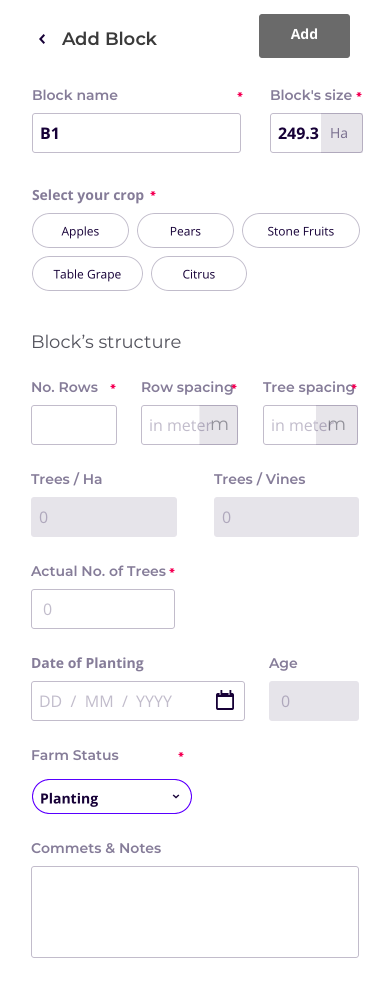 Add Block
Add
Block name *
Block's size *
B1
249.3 Ha
Select your crop *
Apples
Pears
Stone Fruits
Table Grape
Citrus
Block's structure
No. Rows *
Row spacing*
Tree spacing*
in meter m
in mete m
Trees / Ha
Trees / Vines
0
0
Actual No. of Trees *
0
Date of Planting
Age
DD / MM / YYYY
0
Farm Status *
Planting
Commets & Notes